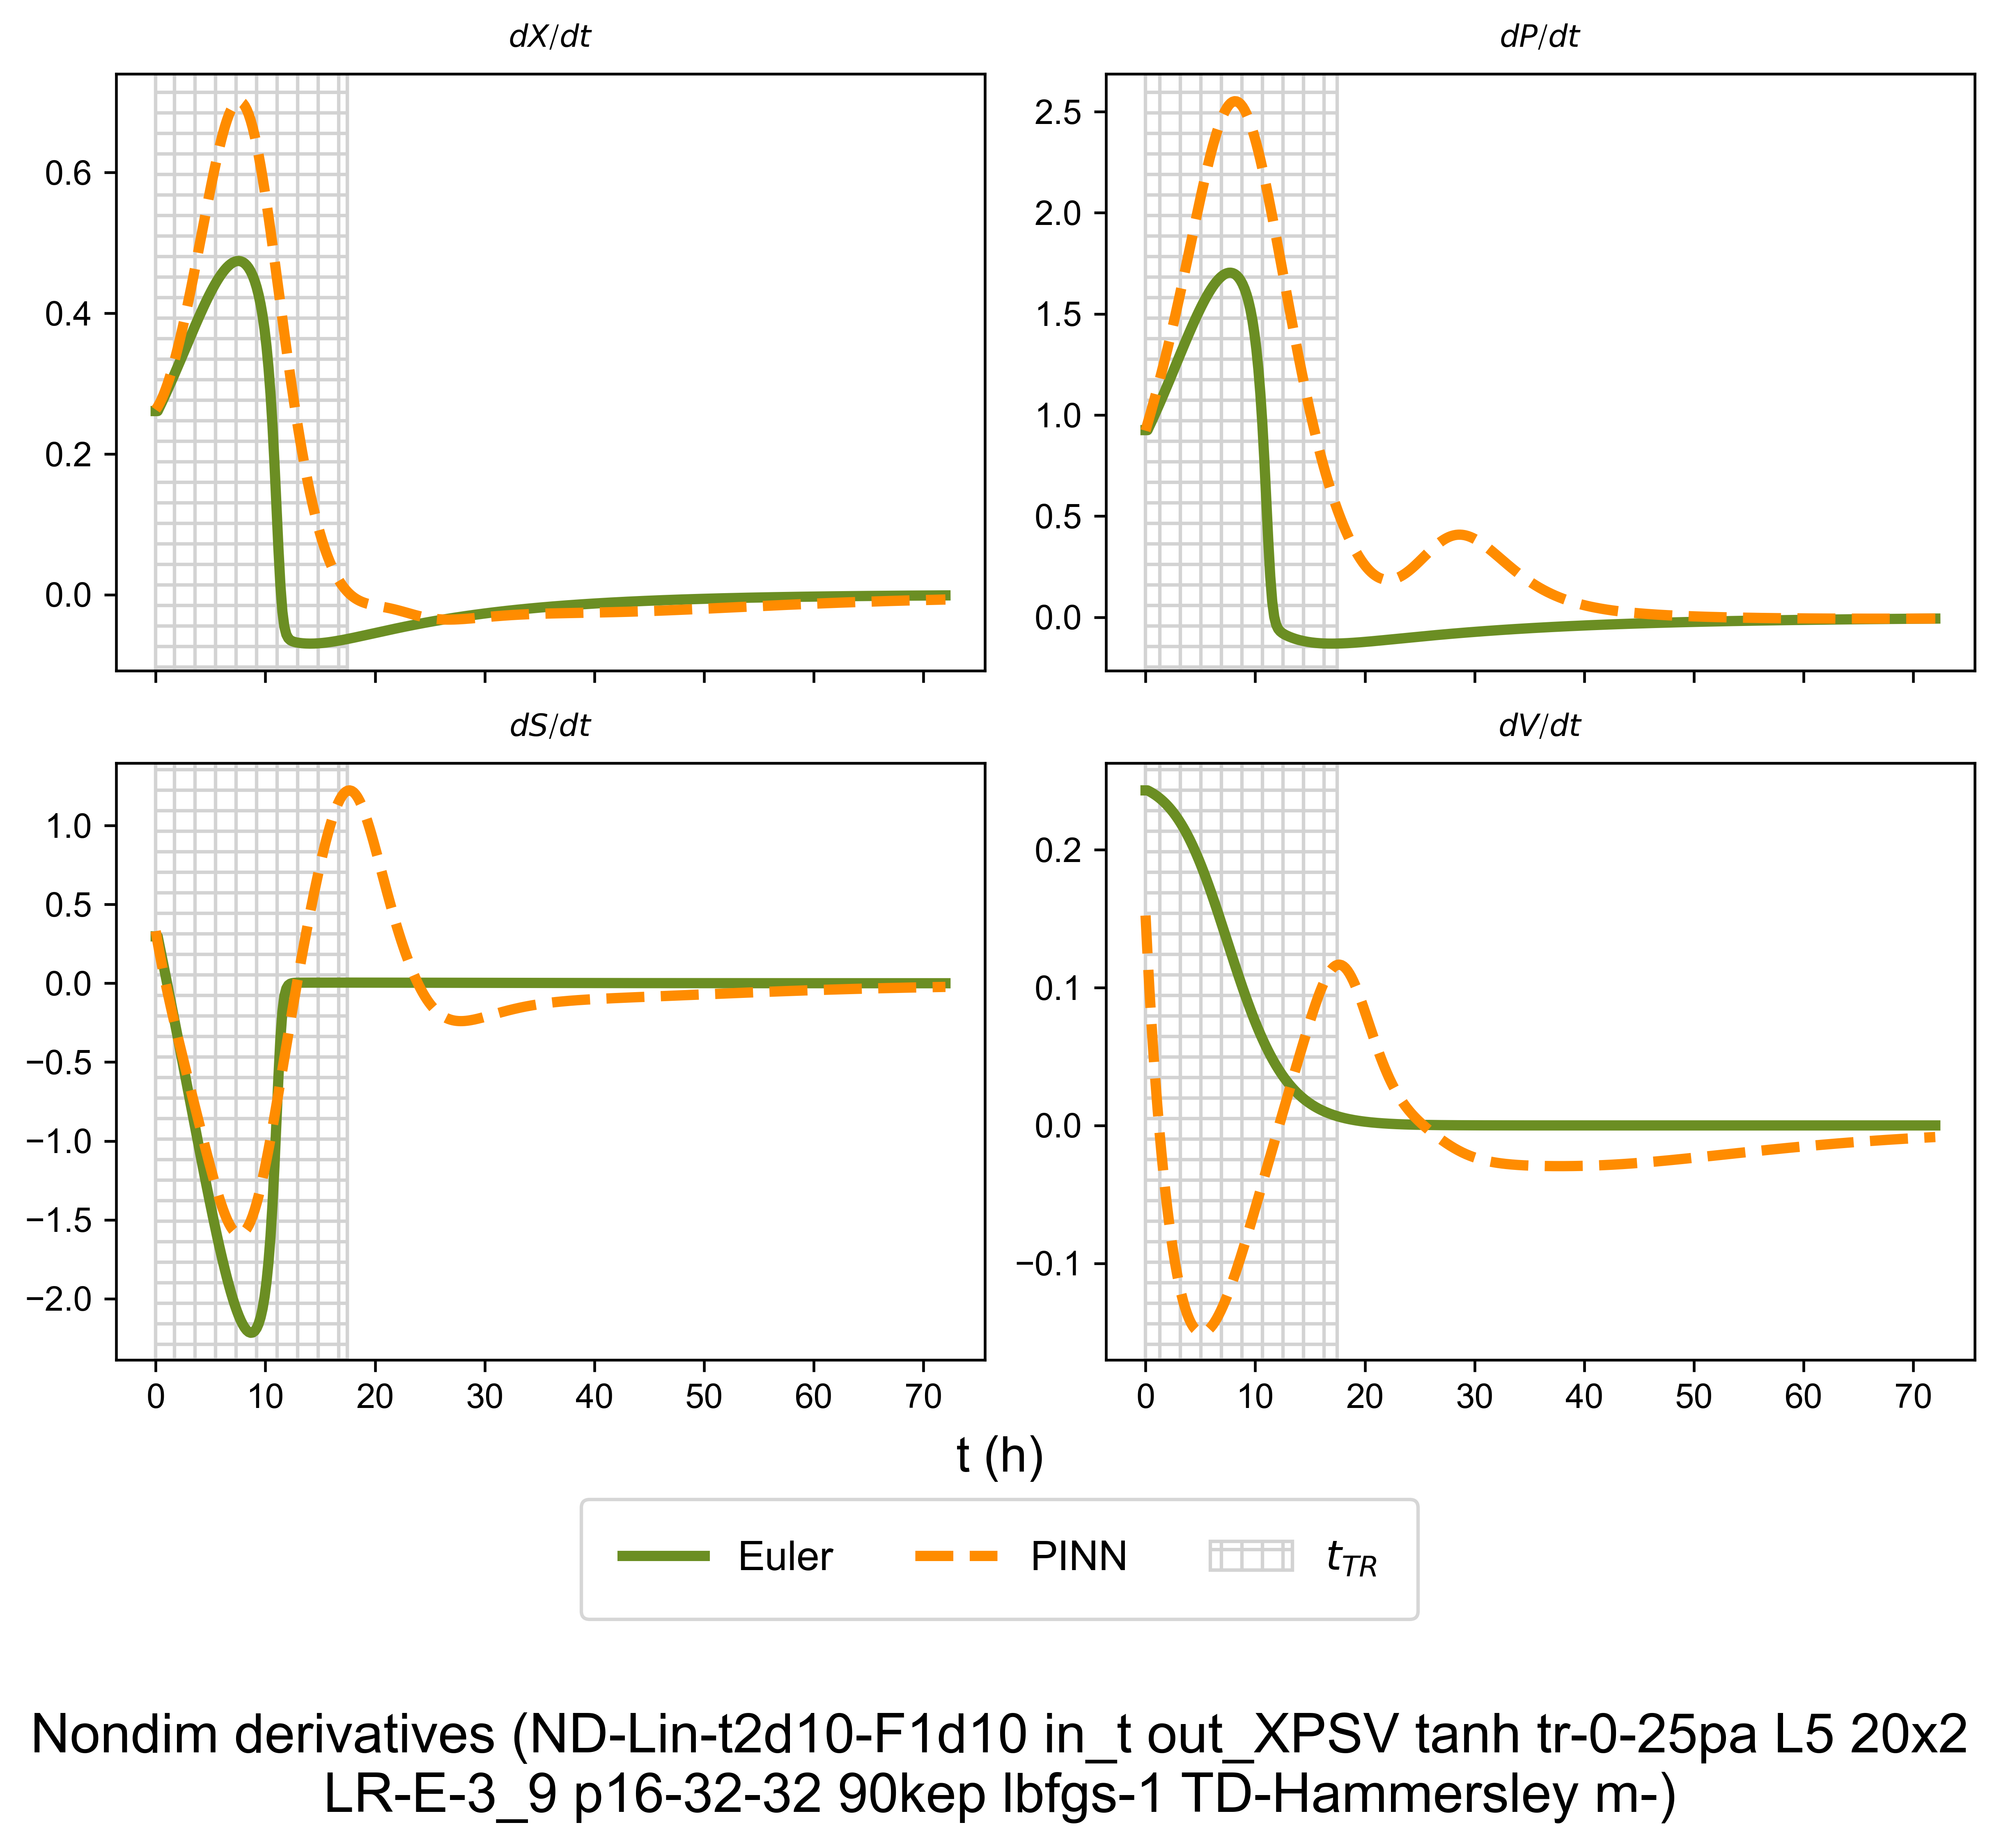 dX/dt
dP/dt
0.6
0.4
0.2
0.0
2.5
2.0
1.5
1.0
0.5
0.0
dS/dt
dV/dt
1.0
0.5
0.0
−0.5
−1.0
−1.5
−2.0
0.2
0.1
0.0
−0.1
0 10 20 30 40 50 60 70
0 10 20 30 40 50 60 70
t (h)
Euler PINN t_TR
Nondim derivatives (ND-Lin-t2d10-F1d10 in_t out_XPSV tanh tr-0-25pa L5 20x2
LR-E-3_9 p16-32-32 90kep lbfgs-1 TD-Hammersley m-)